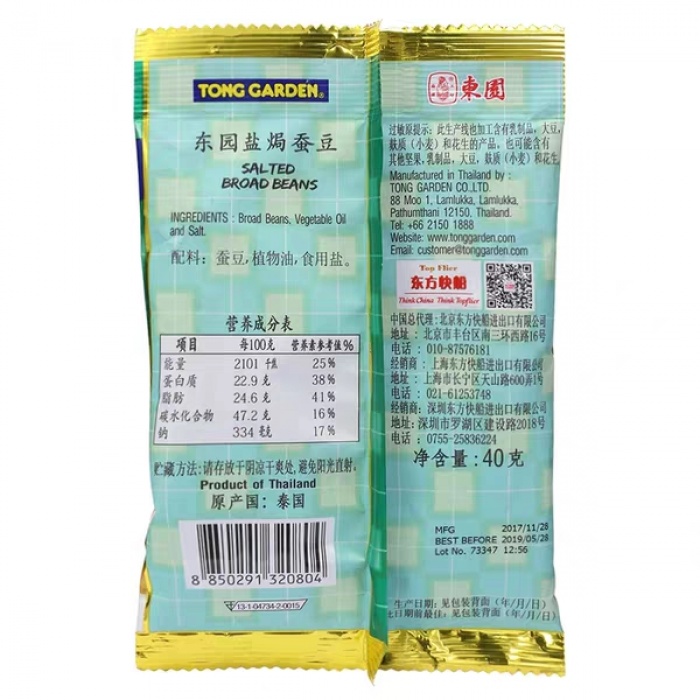 TONG GARDEN®
东园盐焗蚕豆
SALTED
BROAD BEANS
INGREDIENTS : Broad Beans, Vegetable Oil
and Salt.
配料：蚕豆,植物油,食用盐。
营养成分表
项目 每100克 营养素参考值%
能量 2101 千焦 25%
蛋白质 22.9 克 38%
脂肪 24.6 克 41%
碳水化合物 47.2 克 16%
钠 334 毫克 17%
贮藏方法:请存放于阴凉干爽处,避免阳光直射.
Product of Thailand
原产国：泰国
8 850291 320804
13-1-04734-2-0015
東園
过敏原提示：此生产线也加工含有乳制品，大豆,
麸质（小麦）和花生的产品，也可能含有
其他坚果,乳制品，大豆，麸质（小麦）和花生.
Manufactured in Thailand by :
TONG GARDEN CO.,LTD.
88 Moo 1, Lamlukka, Lamlukka,
Pathumthani 12150, Thailand.
Tel: +66 2150 1888
Website: www.tonggarden.com
Email: customer@tonggarden.com
Top Flier
东方快船
Think China Think Topflier
中国总代理:北京东方快船进出口有限公司
地址：北京市丰台区南三环西路16号
电话：010-87576181
经销商：上海东方快船进出口有限公司
地址：上海市长宁区天山路600弄1号
电话：021-61253748
经销商:深圳东方快船进出口有限公司
地址:深圳市罗湖区建设路2018号
电话：0755-25836224
净含量:40克
MFG 2017/11/28
BEST BEFORE 2019/05/28
Lot No. 73347 12:56
生产日期：见包装背面（年/月/日）
此日期前最佳：见包装背面（年/月/日）